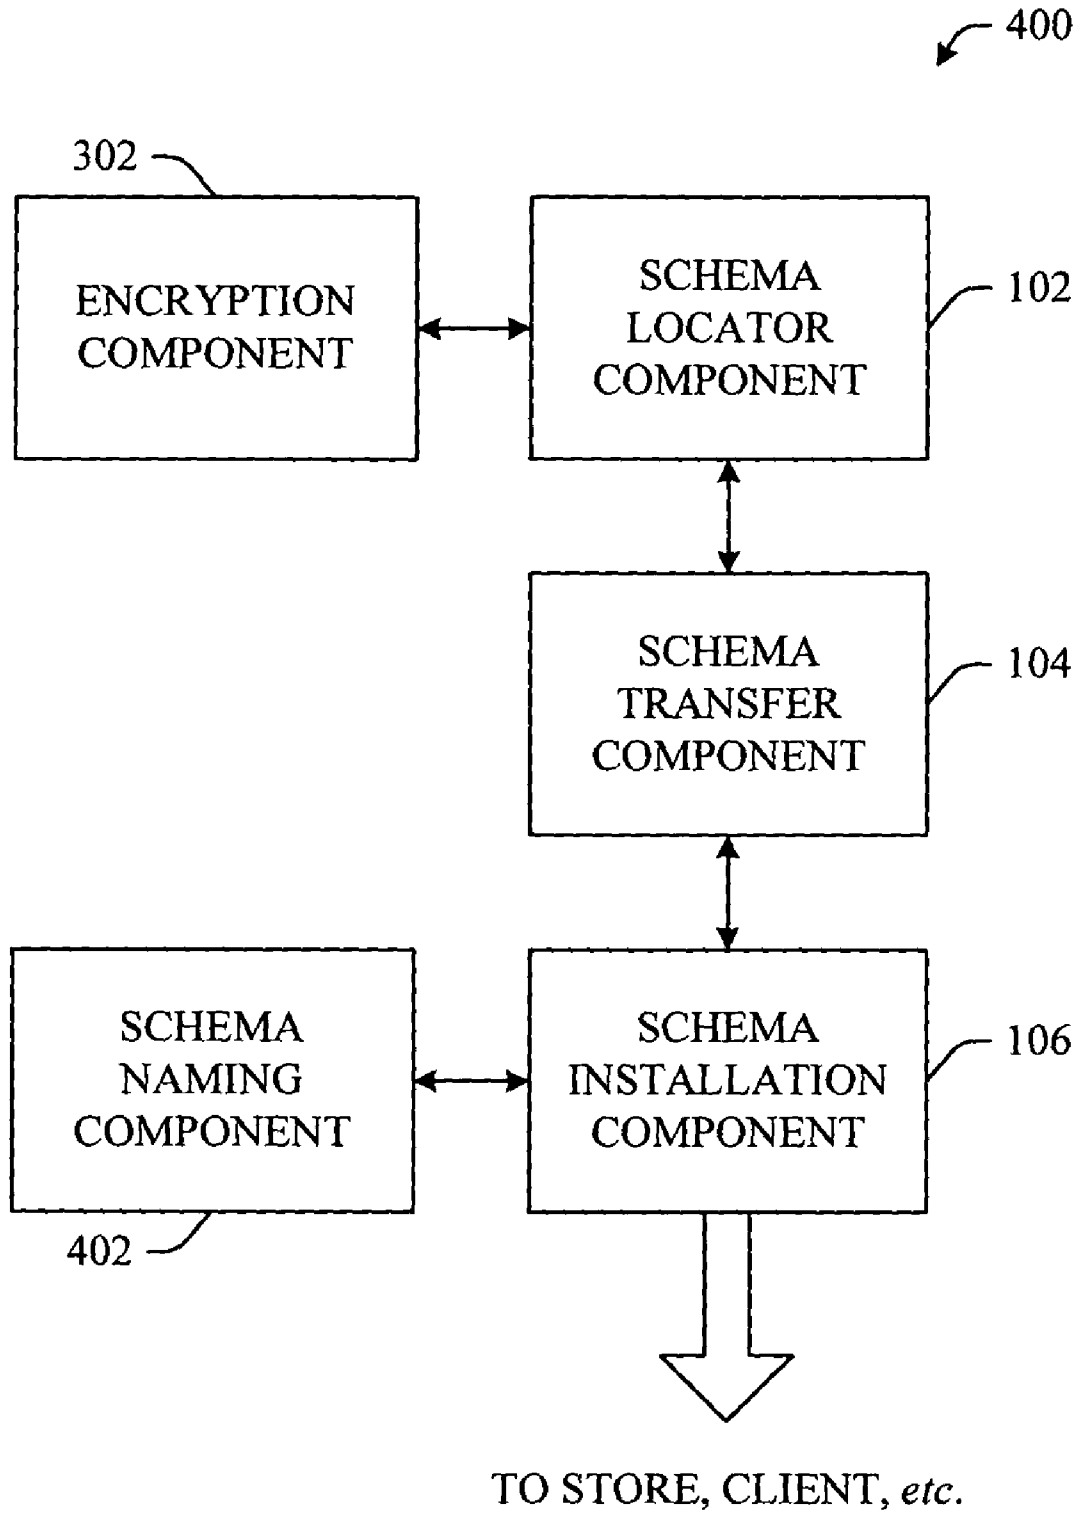 400
302
ENCRYPTION
COMPONENT
SCHEMA
LOCATOR
COMPONENT
102
SCHEMA
TRANSFER
COMPONENT
104
SCHEMA
NAMING
COMPONENT
402
SCHEMA
INSTALLATION
COMPONENT
106
TO STORE, CLIENT, etc.